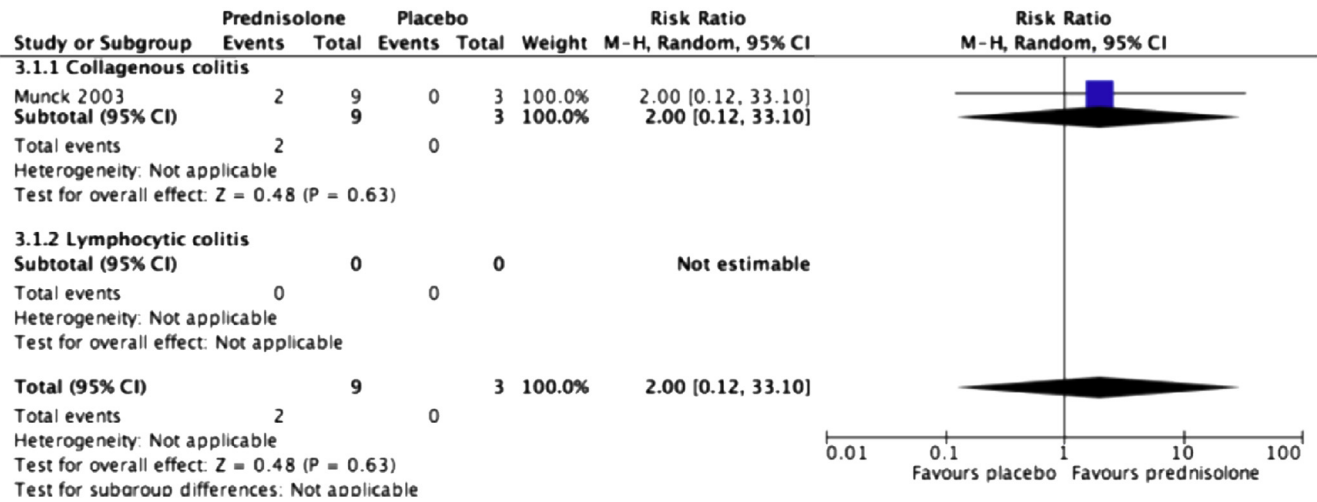 Prednisolone Placebo Risk Ratio Risk Ratio
Study or Subgroup Events Total Events Total Weight M-H, Random, 95% CI M-H, Random, 95% CI
3.1.1 Collagenous colitis
Munck 2003 2 9 0 3 100.0% 2.00 [0.12, 33.10]
Subtotal (95% CI) 9 3 100.0% 2.00 [0.12, 33.10]
Total events 2 0
Heterogeneity: Not applicable
Test for overall effect: Z = 0.48 (P = 0.63)
3.1.2 Lymphocytic colitis
Subtotal (95% CI) 0 0 Not estimable
Total events 0 0
Heterogeneity: Not applicable
Test for overall effect: Not applicable
Total (95% CI) 9 3 100.0% 2.00 [0.12, 33.10]
Total events 2 0
Heterogeneity: Not applicable
Test for overall effect: Z = 0.48 (P = 0.63)
Test for subgroup differences: Not applicable
0.01 0.1 1 10 100
Favours placebo Favours prednisolone